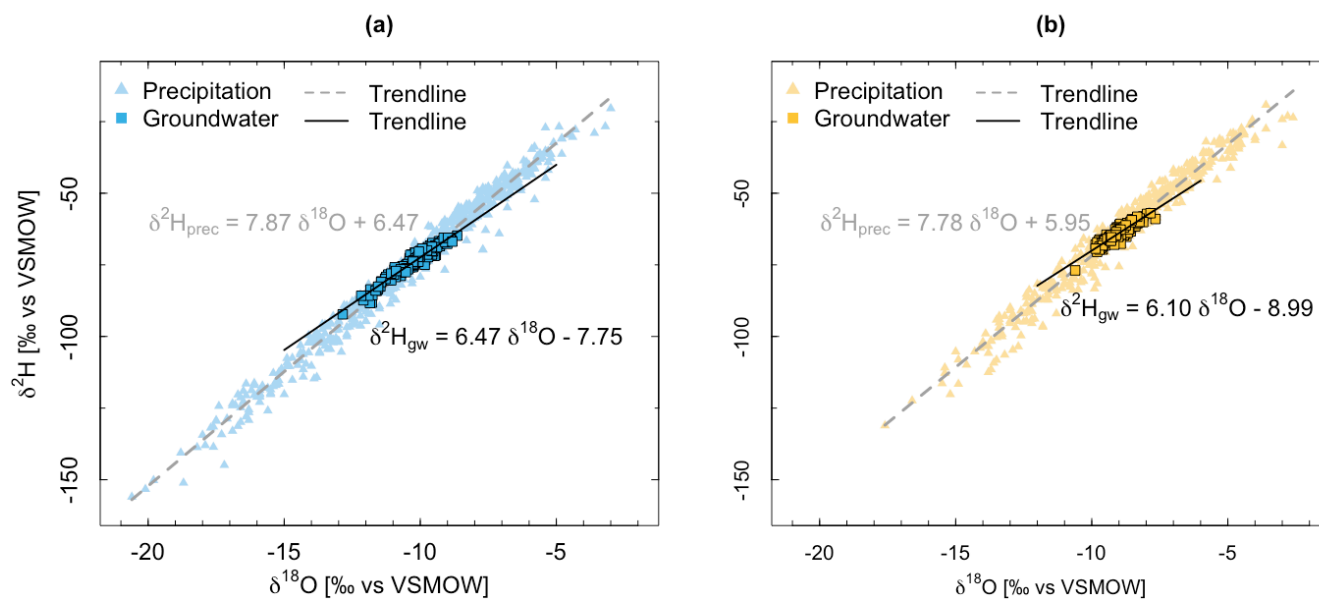 (a)
Precipitation
Trendline
Groundwater
Trendline
δ²H_prec = 7.87 δ¹⁸O + 6.47
δ²H_gw = 6.47 δ¹⁸O - 7.75
δ²H [‰ vs VSMOW]
-50
-100
-150
-20
-15
-10
-5
δ¹⁸O [‰ vs VSMOW]
(b)
Precipitation
Trendline
Groundwater
Trendline
δ²H_prec = 7.78 δ¹⁸O + 5.95
δ²H_gw = 6.10 δ¹⁸O - 8.99
-50
-100
-150
-20
-15
-10
-5
δ¹⁸O [‰ vs VSMOW]